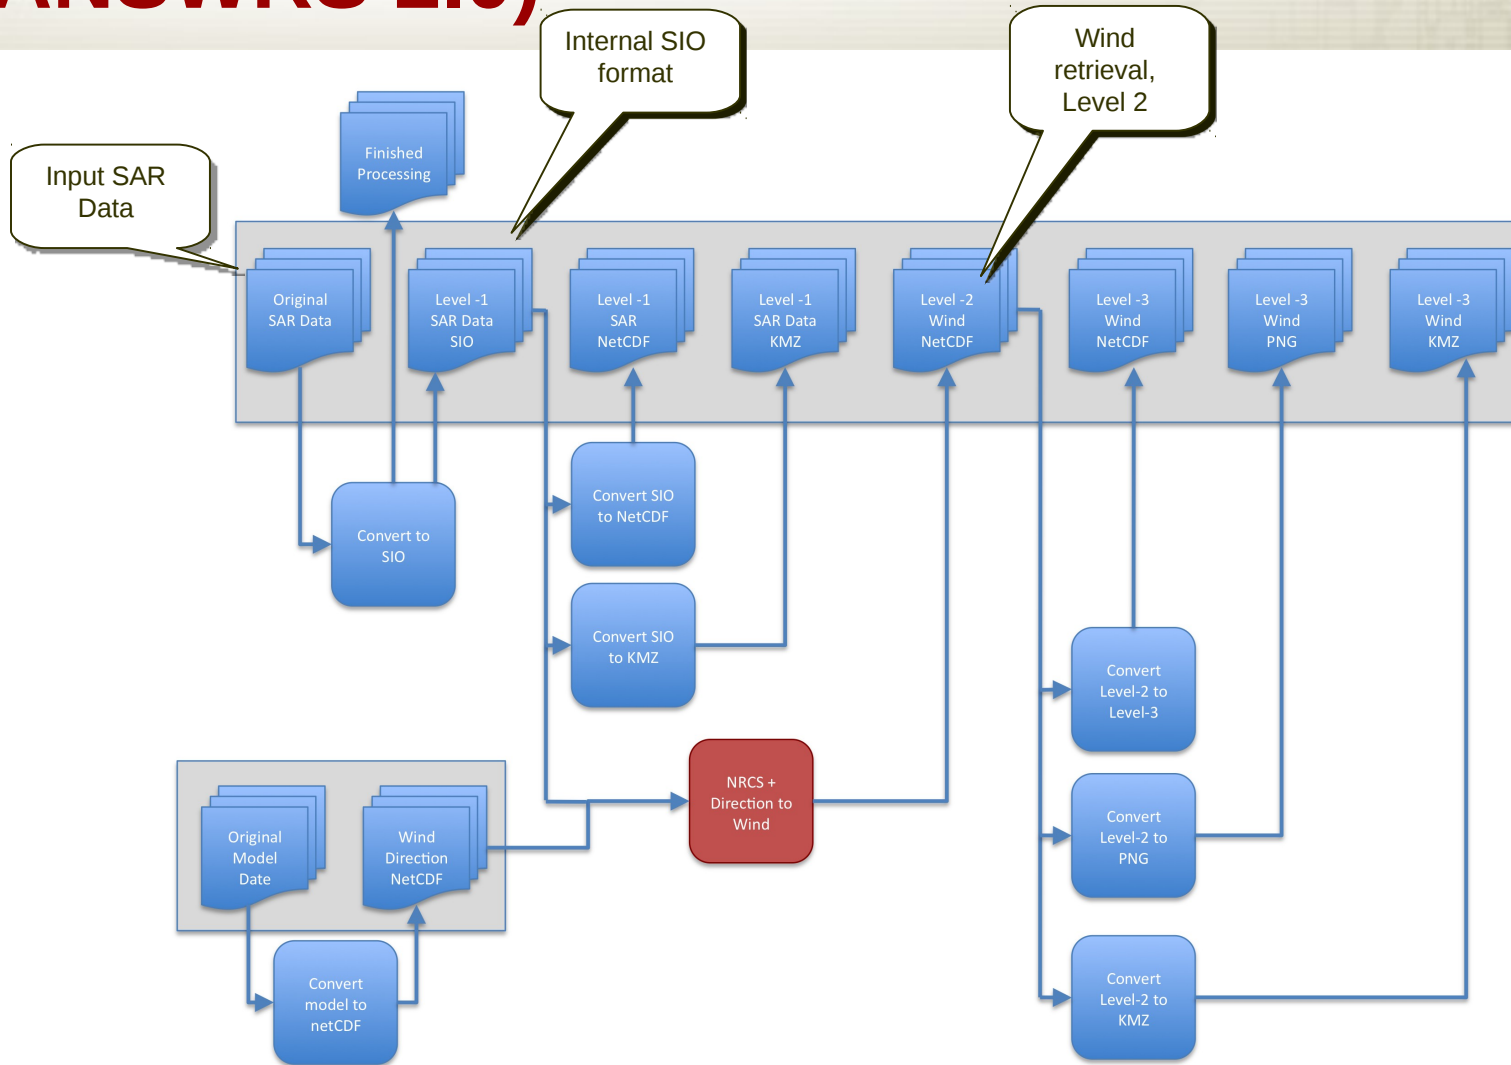 ANSWRS 2.0)
Internal SIO
format
Wind
retrieval,
Level 2
Input SAR
Data
Finished
Processing
Original
SAR Data
Level -1
SAR Data
SIO
Level -1
SAR
NetCDF
Level -1
SAR Data
KMZ
Level -2
Wind
NetCDF
Level -3
Wind
NetCDF
Level -3
Wind
PNG
Level -3
Wind
KMZ
Convert to
SIO
Convert SIO
to NetCDF
Convert SIO
to KMZ
Convert
Level-2 to
Level-3
NRCS +
Direction to
Wind
Convert
Level-2 to
PNG
Original
Model
Date
Wind
Direction
NetCDF
Convert
model to
netCDF
Convert
Level-2 to
KMZ